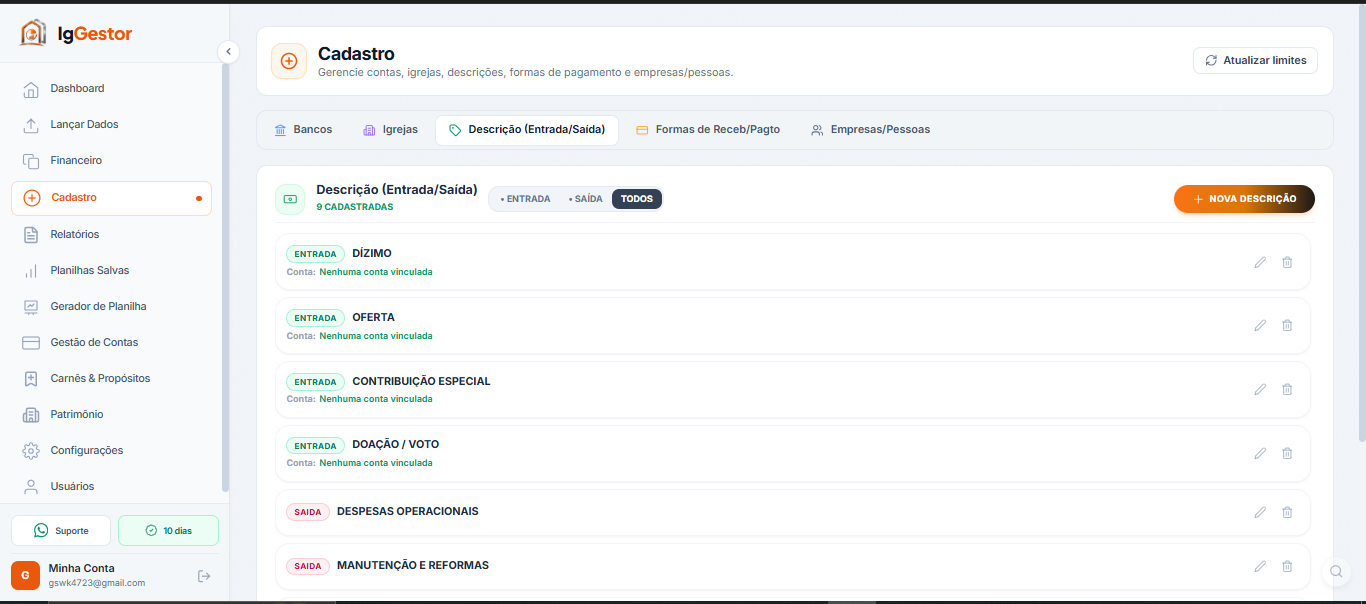 IgGestor
Dashboard
Lançar Dados
Financeiro
Cadastro
Relatórios
Planilhas Salvas
Gerador de Planilha
Gestão de Contas
Carnês & Propósitos
Patrimônio
Configurações
Usuários
Suporte
10 dias
G
Minha Conta
gswk4723@gmail.com
Cadastro
Gerencie contas, igrejas, descrições, formas de pagamento e empresas/pessoas.
Atualizar limites
Bancos
Igrejas
Descrição (Entrada/Saída)
Formas de Receb/Pagto
Empresas/Pessoas
Descrição (Entrada/Saída)
9 CADASTRADAS
• ENTRADA
• SAÍDA
TODOS
+ NOVA DESCRIÇÃO
ENTRADA DÍZIMO
Conta: Nenhuma conta vinculada
ENTRADA OFERTA
Conta: Nenhuma conta vinculada
ENTRADA CONTRIBUIÇÃO ESPECIAL
Conta: Nenhuma conta vinculada
ENTRADA DOAÇÃO / VOTO
Conta: Nenhuma conta vinculada
SAIDA DESPESAS OPERACIONAIS
SAIDA MANUTENÇÃO E REFORMAS